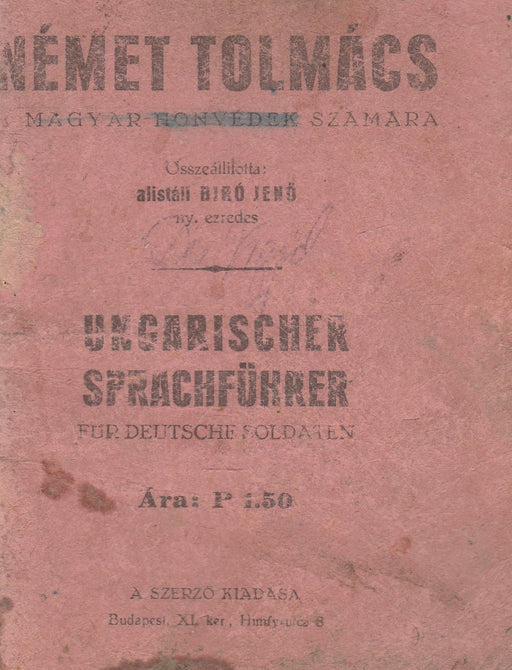 NÉMET TOLMÁCS
MAGYAR HONVÉDEK SZÁMÁRA
Összeállította:
alistáli BIRÓ JENŐ
ny. ezredes
UNGARISCHER
SPRACHFÜHRER
FÜR DEUTSCHE SOLDATEN
Ára: P 1.50
A SZERZŐ KIADÁSA
Budapest, XI. ker., Himfy-utca 8